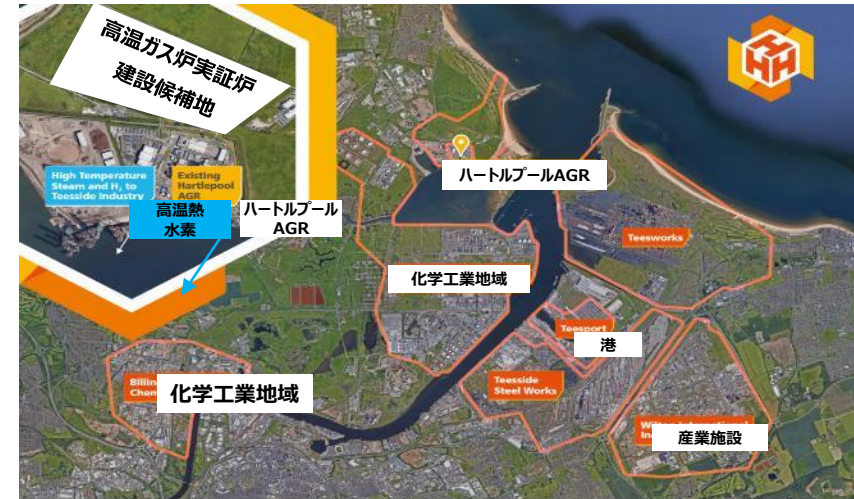 高温ガス炉実証炉
建設候補地
High Temperature
Steam and H₂ to
Teesside Industry
Existing
Hartlepool
AGR
高温熱
水素
ハートルプール
AGR
ハートルプールAGR
Teesworks
化学工業地域
Teesport
港
Teesside
Steel Works
化学工業地域
産業施設